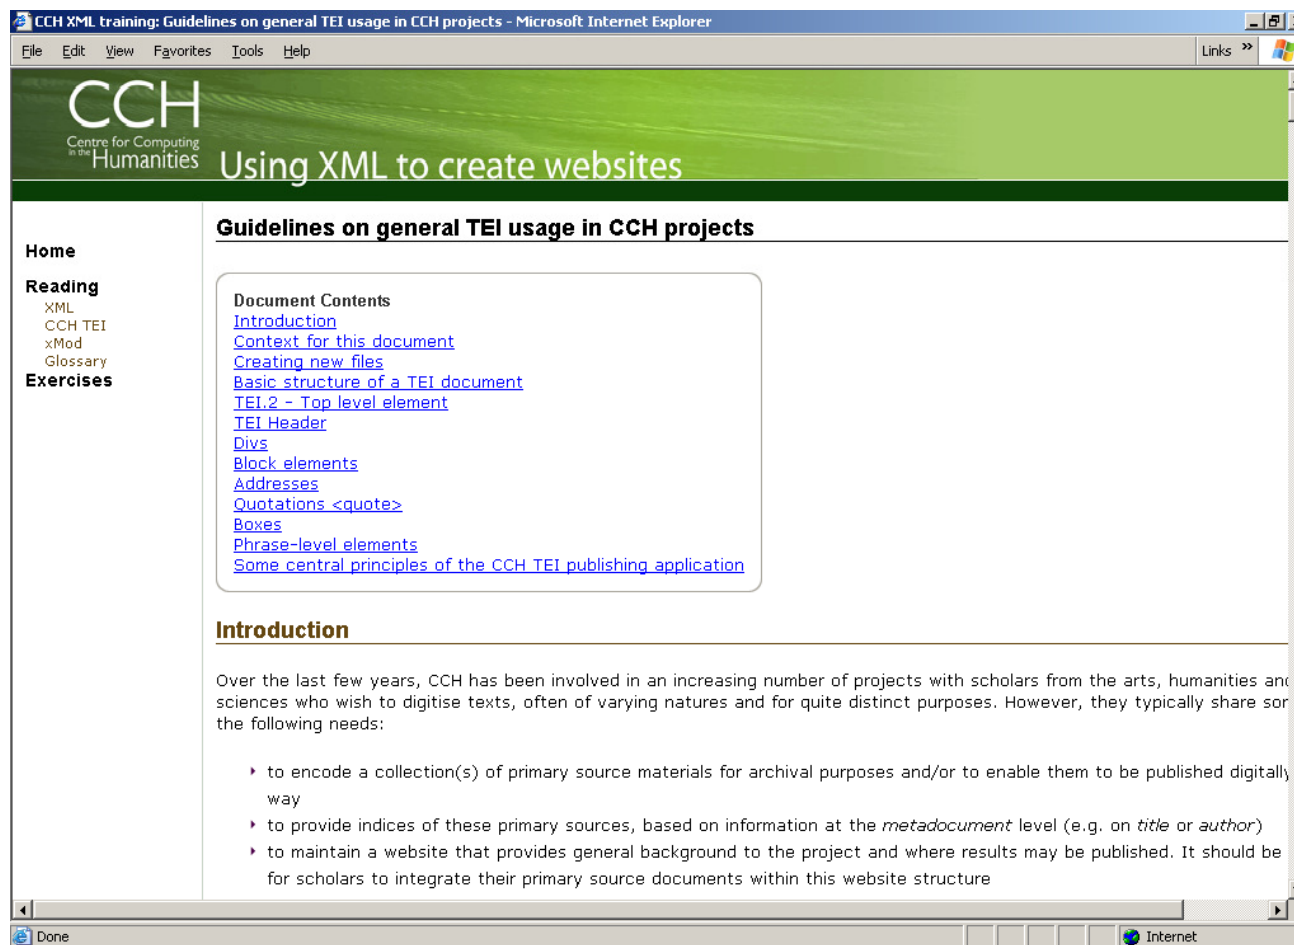 CCH XML training: Guidelines on general TEI usage in CCH projects - Microsoft Internet Explorer
File Edit View Favorites Tools Help
Links »
CCH
Centre for Computing
in the Humanities
Using XML to create websites
Home
Reading
XML
CCH TEI
xMod
Glossary
Exercises
Guidelines on general TEI usage in CCH projects
Document Contents
Introduction
Context for this document
Creating new files
Basic structure of a TEI document
TEI.2 - Top level element
TEI Header
Divs
Block elements
Addresses
Quotations <quote>
Boxes
Phrase-level elements
Some central principles of the CCH TEI publishing application
Introduction
Over the last few years, CCH has been involved in an increasing number of projects with scholars from the arts, humanities and
sciences who wish to digitise texts, often of varying natures and for quite distinct purposes. However, they typically share
the following needs:
to encode a collection(s) of primary source materials for archival purposes and/or to enable them to be published digitally
way
to provide indices of these primary sources, based on information at the metadocument level (e.g. on title or author)
to maintain a website that provides general background to the project and where results may be published. It should be
for scholars to integrate their primary source documents within this website structure
Done
Internet